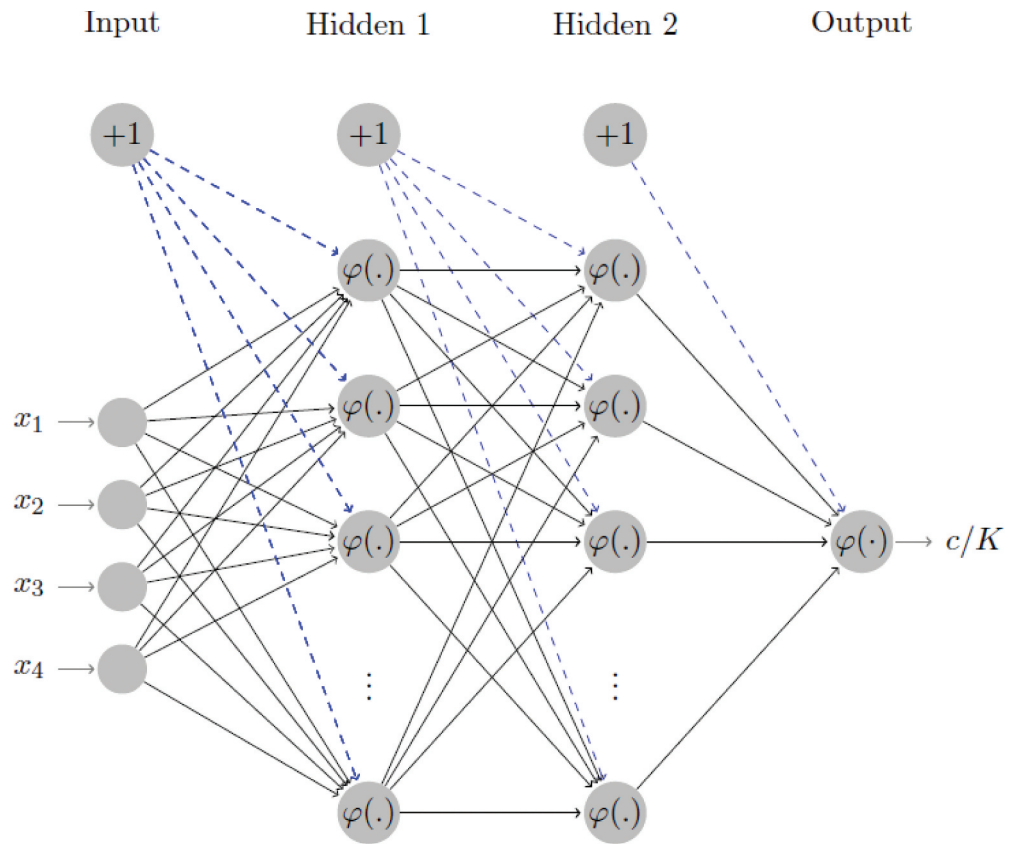 Input Hidden 1 Hidden 2 Output
+1 +1 +1
φ(.) φ(.)
φ(.) φ(.)
x₁
x₂
φ(.) φ(.) φ(·) c/K
x₃
x₄
⋮ ⋮
φ(.) φ(.)